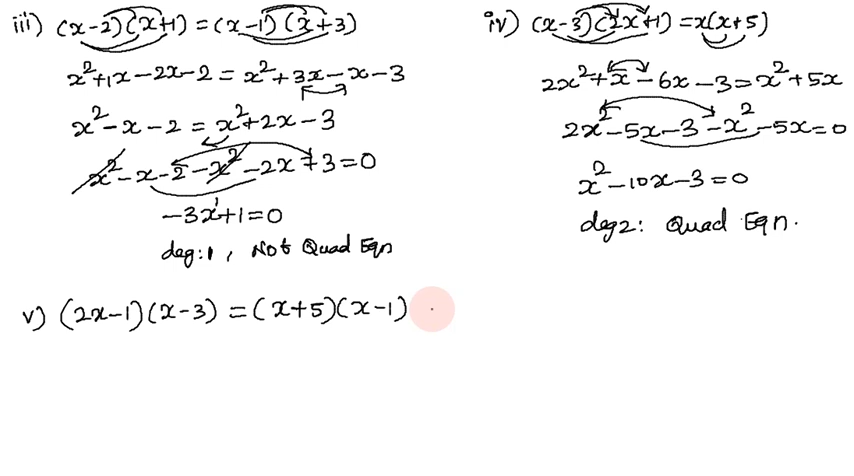 iii) (x-2)(x+1) = (x-1)(x+3)
x²+1x-2x-2 = x²+3x-x-3
x²-x-2 = x²+2x-3
x²-x-2-x²-2x+3=0
-3x¹+1=0
deg:1, Not Quad Eqn
iv) (x-3)(2x+1)=x(x+5)
2x²+x-6x-3=x²+5x
2x²-5x-3-x²-5x=0
x²-10x-3=0
deg2: Quad Eqn.
v) (2x-1)(x-3) = (x+5)(x-1)